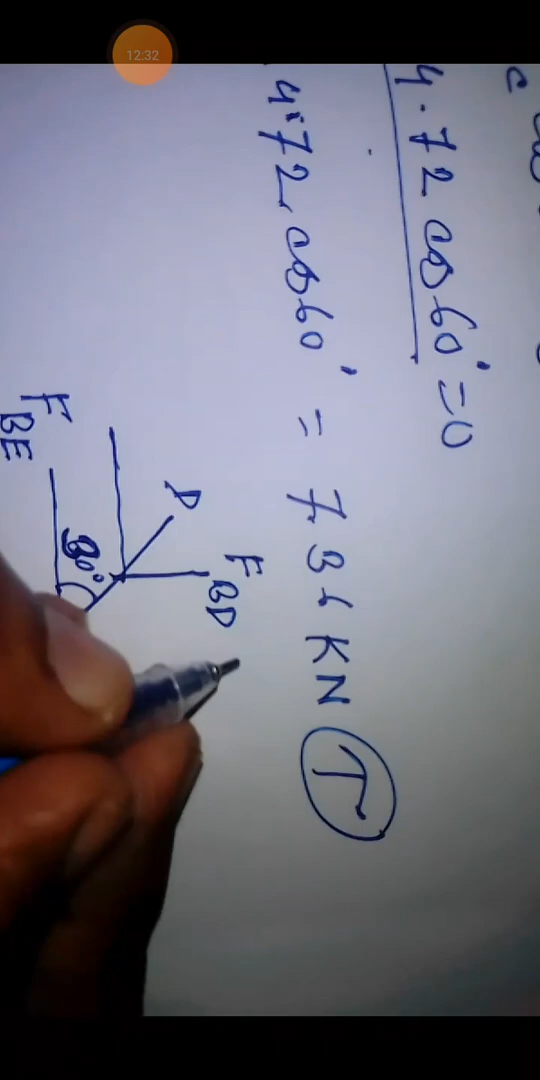 12:32
4.72 cos 60° = 0
4.72 cos 60° = 7.36 KN (T)
F BD
D
30°
F BE